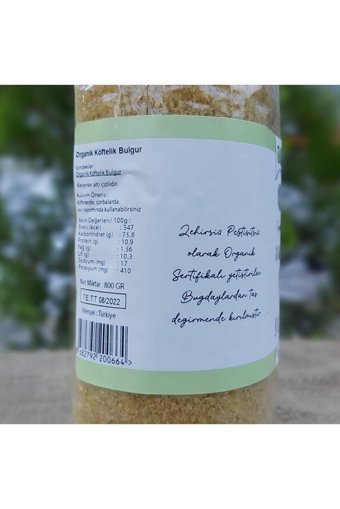 Organik Köftelik Bulgur
İçindekiler :
Organik Köftelik Bulgur
Alerjenler altı çizilidir.
Kullanım Önerisi :
Köftelerde, çorbalarda,
kısır yapımında kullanabilirsiniz
Besin Değerleri/ 100g :
Enerji (kcal) : 347
Karbonhidrat (g) : 75,8
Protein (g) : 10,9
Yağ (g) : 1,56
Lif (g) : 10,3
Sodyum (mg) : 17
Potasyum (mg) : 410
Net Miktar : 800 GR
T.E.T.T 08/2022
Menşei : Türkiye
682792 200664 >
Zehirsiz Pestisitsiz
olarak Organik
Sertifikalı yetiştirilen
Buğdaylardan taş
değirmende kırılmıştır